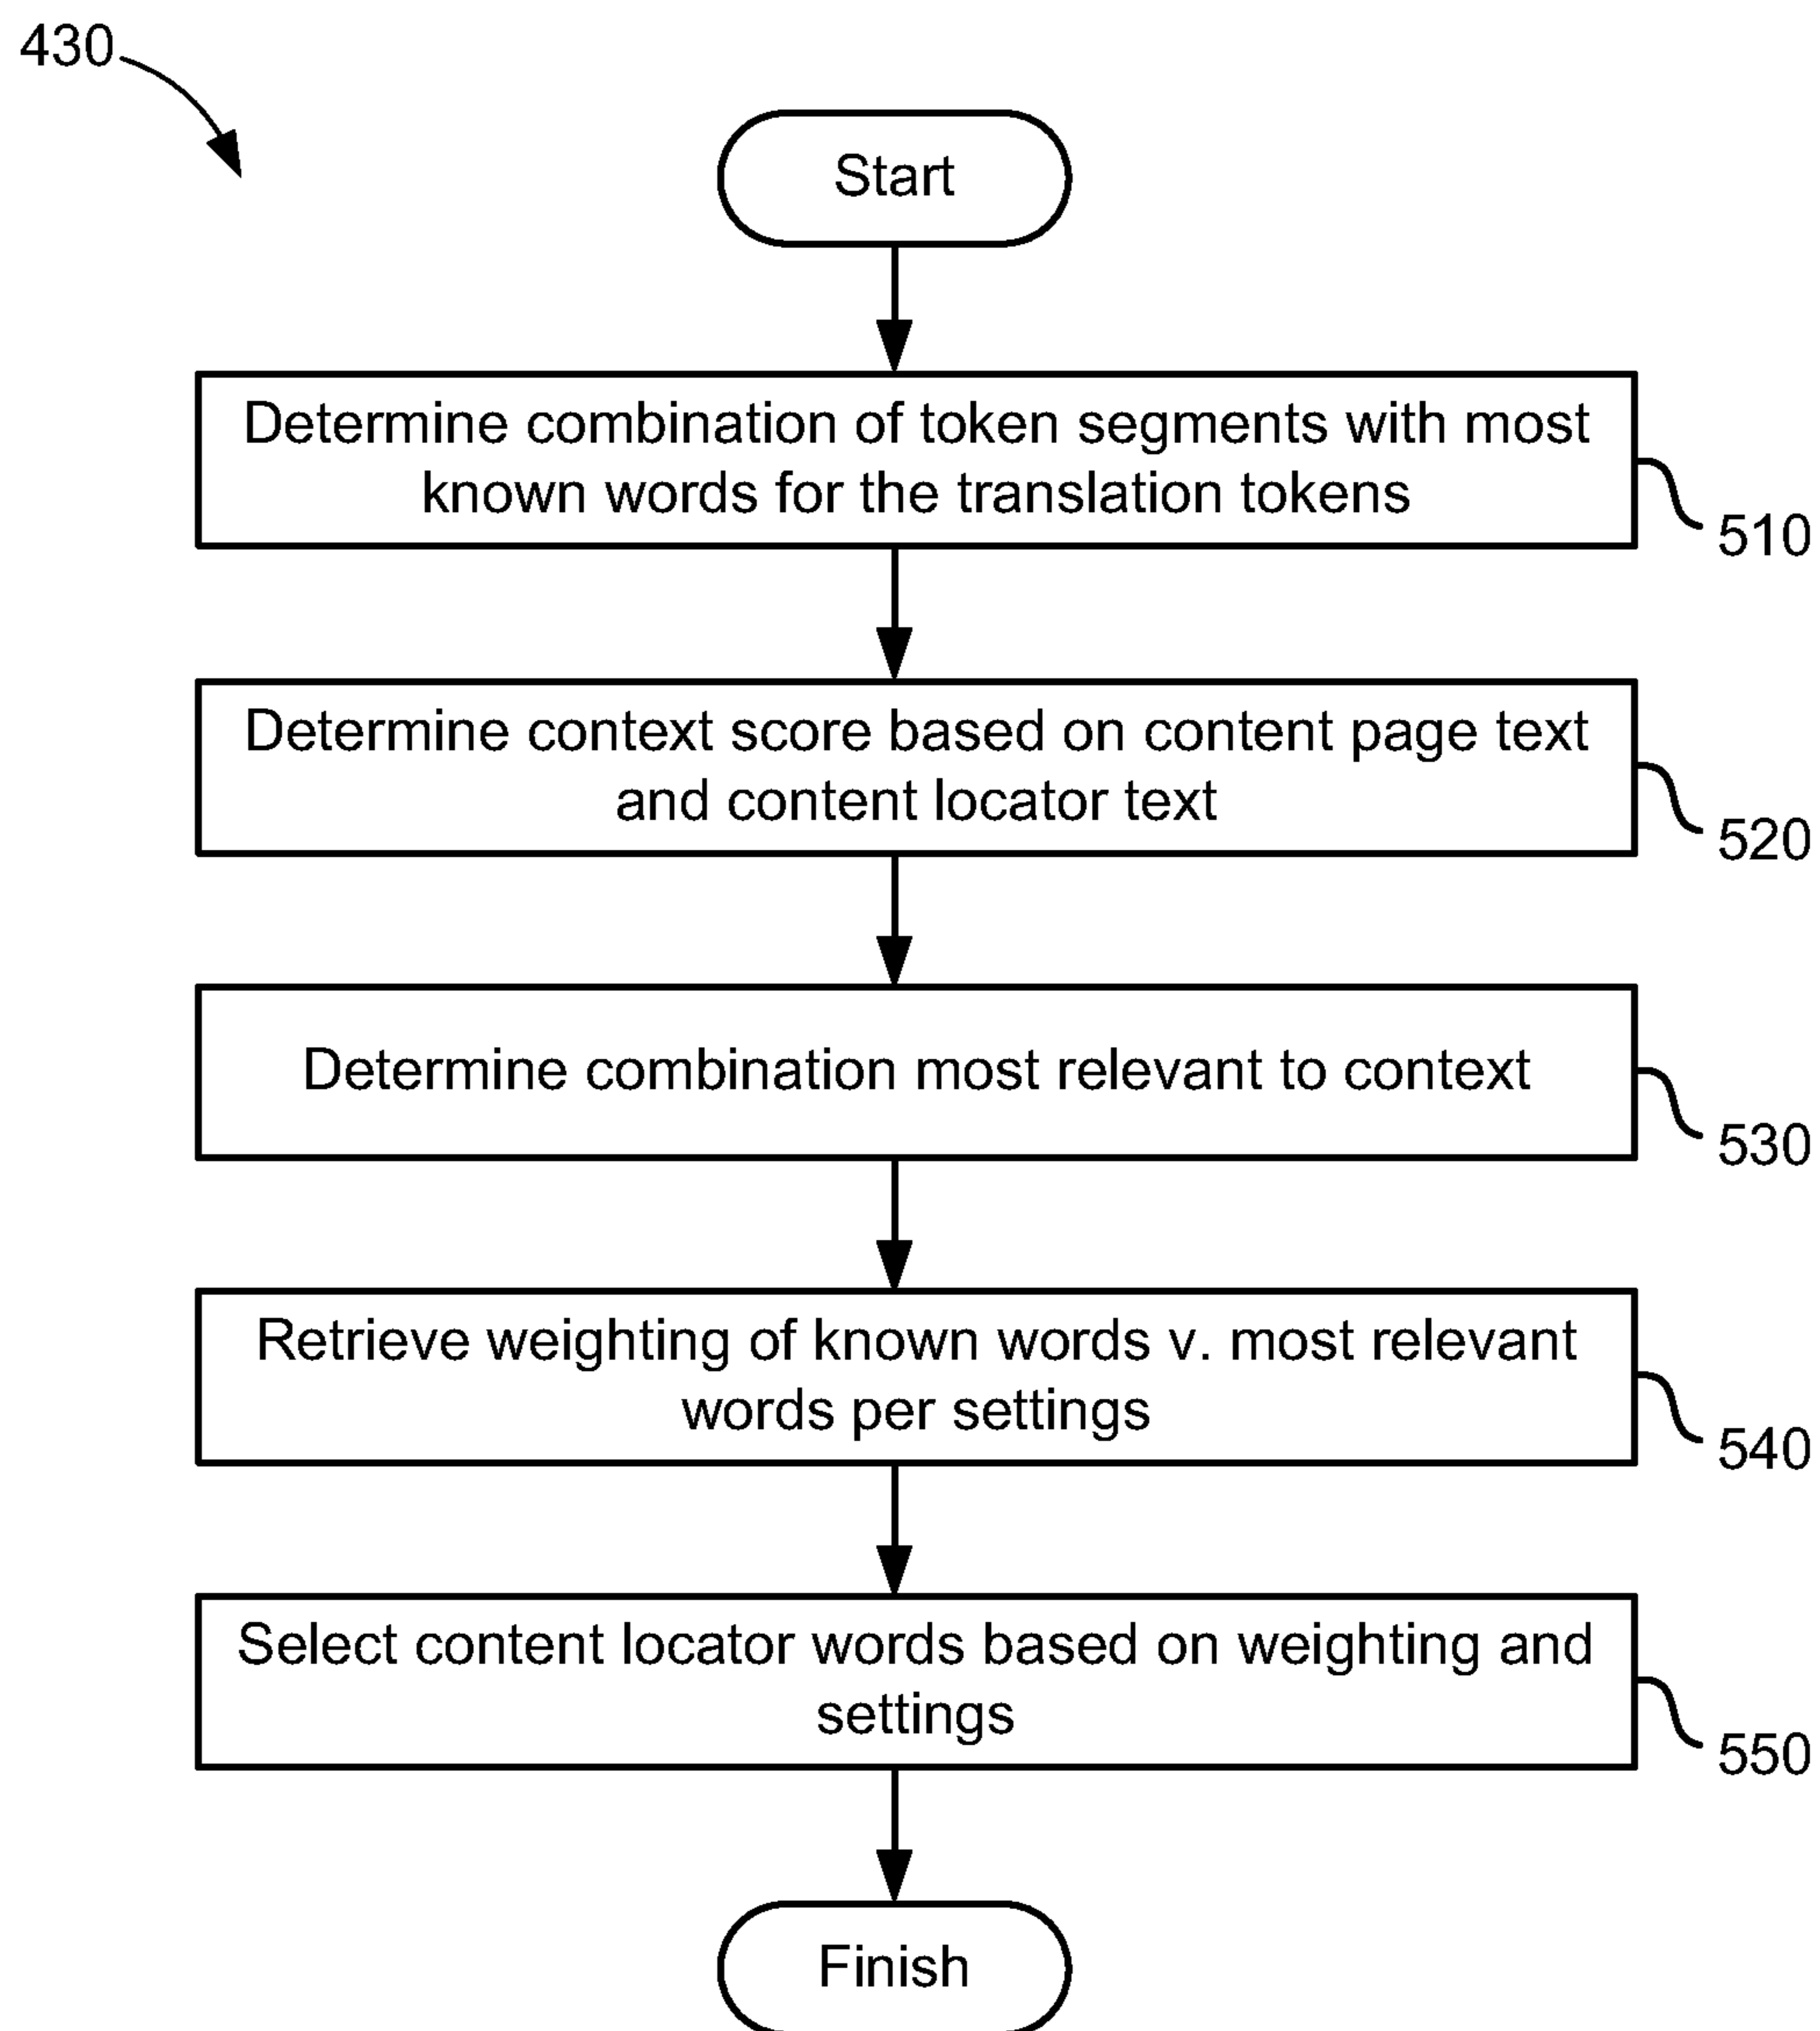 430
Start
Determine combination of token segments with most
known words for the translation tokens
510
Determine context score based on content page text
and content locator text
520
Determine combination most relevant to context
530
Retrieve weighting of known words v. most relevant
words per settings
540
Select content locator words based on weighting and
settings
550
Finish